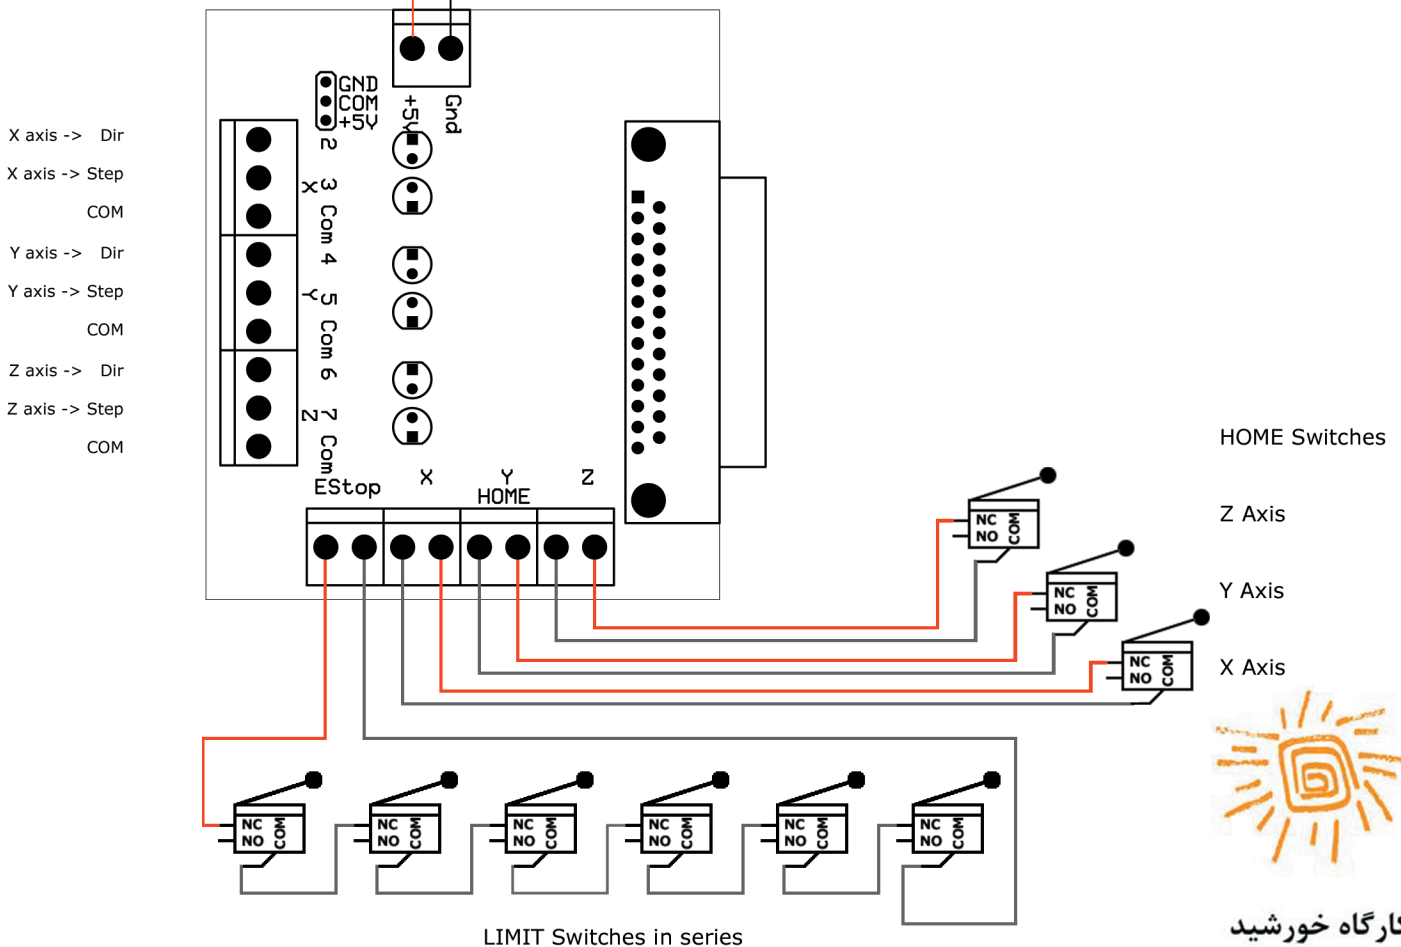 GND
COM
+5V
+5V
Gnd
X axis -> Dir
X axis -> Step
COM
Y axis -> Dir
Y axis -> Step
COM
Z axis -> Dir
Z axis -> Step
COM
2
3
X
Com
4
5
Y
Com
6
7
Z
Com
EStop
X
Y
Z
HOME
HOME Switches
NC
NO
COM
Z Axis
NC
NO
COM
Y Axis
NC
NO
COM
X Axis
NC
NO
COM
NC
NO
COM
NC
NO
COM
NC
NO
COM
NC
NO
COM
NC
NO
COM
LIMIT Switches in series
کارگاه خورشید